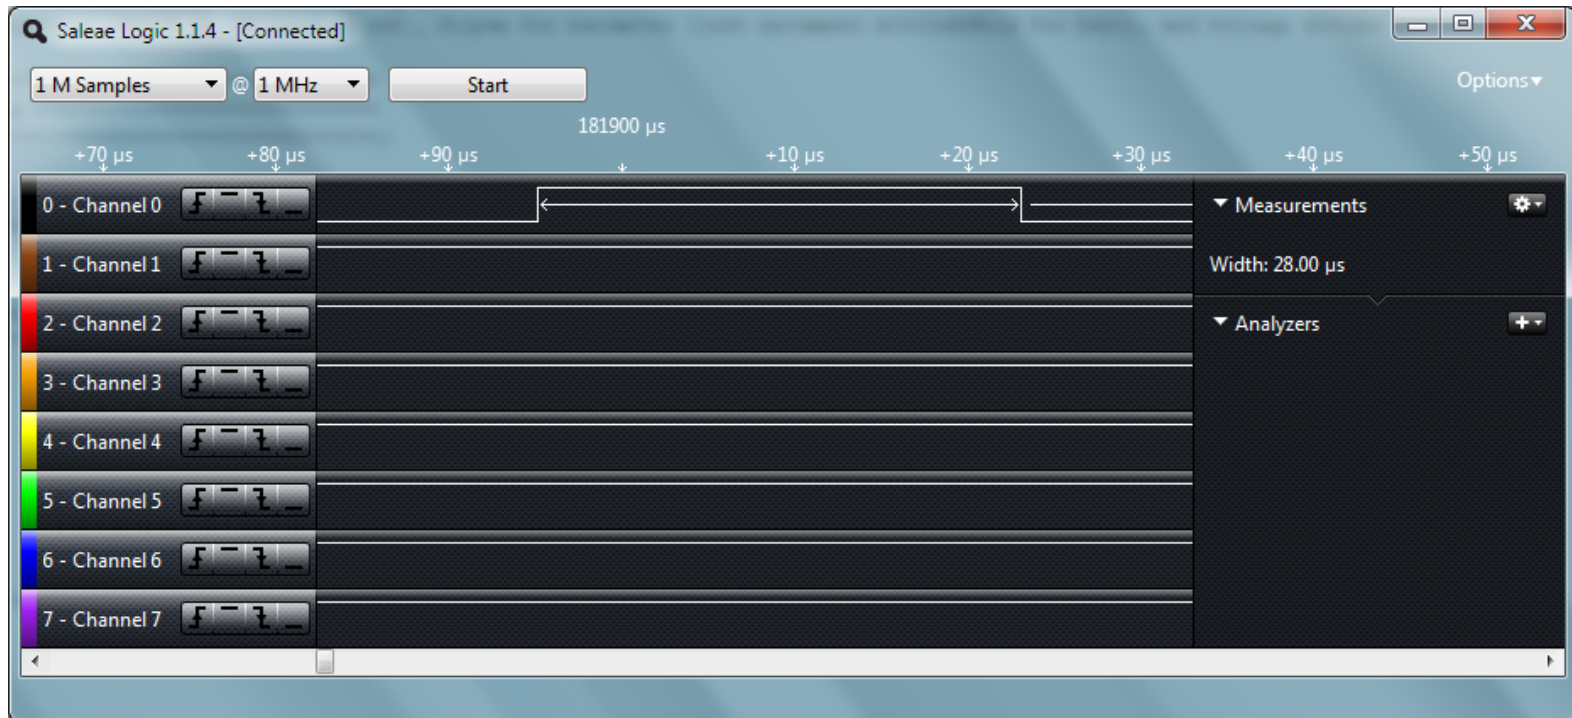 Saleae Logic 1.1.4 - [Connected]
1 M Samples @ 1 MHz Start Options
181900 µs
+70 µs +80 µs +90 µs +10 µs +20 µs +30 µs +40 µs +50 µs
0 - Channel 0 Measurements
1 - Channel 1 Width: 28.00 µs
2 - Channel 2 Analyzers
3 - Channel 3
4 - Channel 4
5 - Channel 5
6 - Channel 6
7 - Channel 7